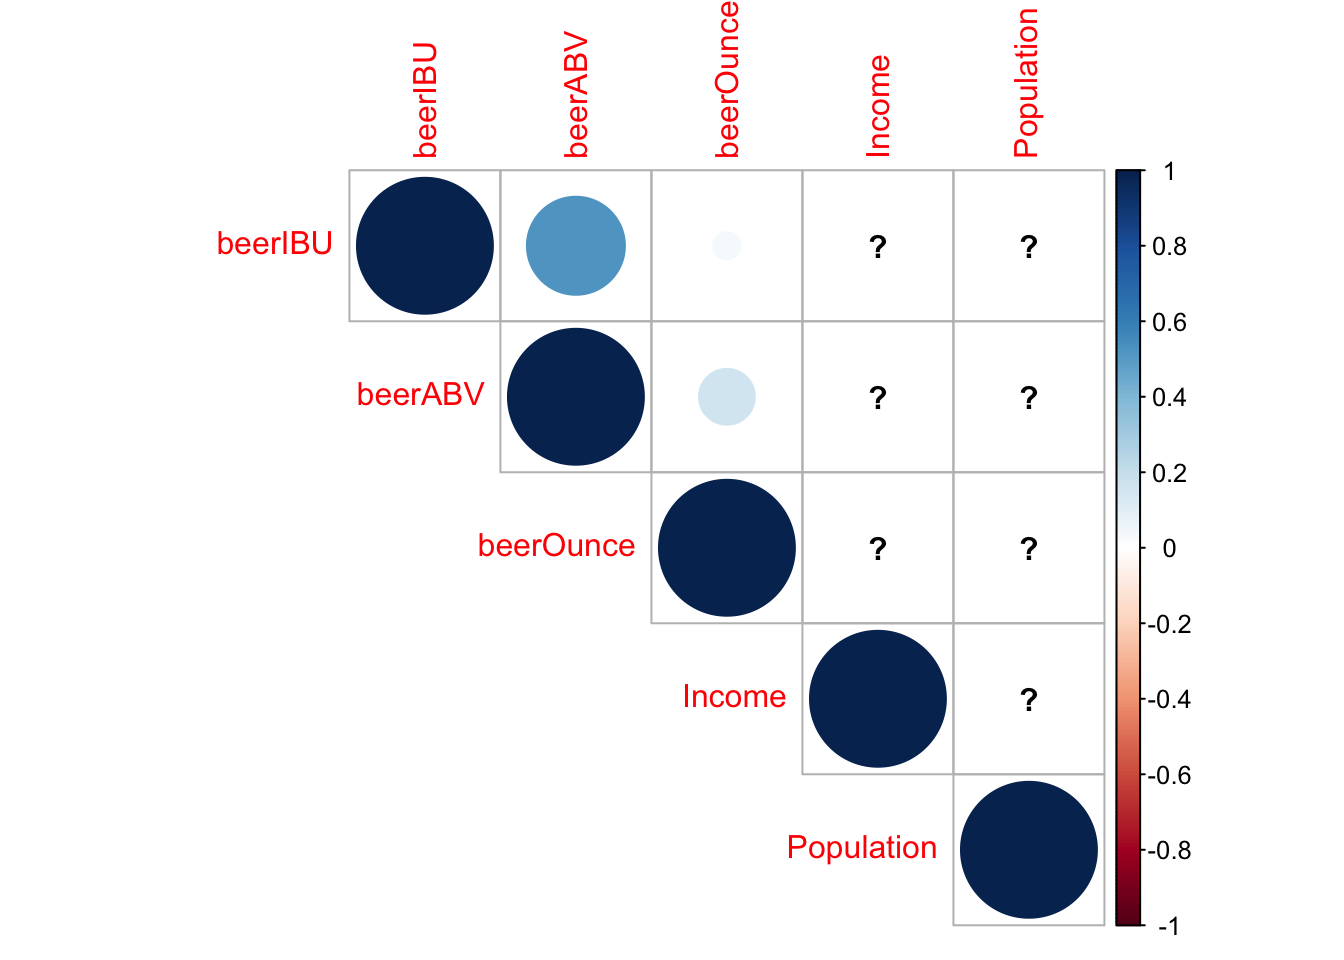 beerIBU
beerABV
beerOunce
Income
Population
beerIBU ? ?
beerABV ? ?
beerOunce ? ?
Income ?
Population
1
0.8
0.6
0.4
0.2
0
-0.2
-0.4
-0.6
-0.8
-1